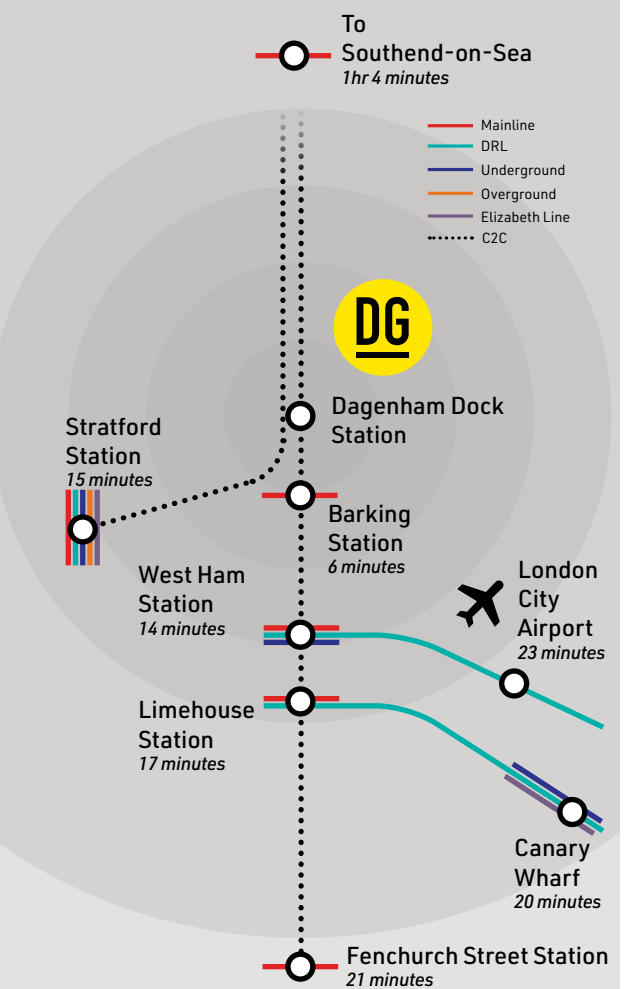 To
Southend-on-Sea
1hr 4 minutes
Mainline
DRL
Underground
Overground
Elizabeth Line
C2C
DG
Dagenham Dock
Station
Stratford
Station
15 minutes
Barking
Station
6 minutes
West Ham
Station
14 minutes
London
City
Airport
23 minutes
Limehouse
Station
17 minutes
Canary
Wharf
20 minutes
Fenchurch Street Station
21 minutes